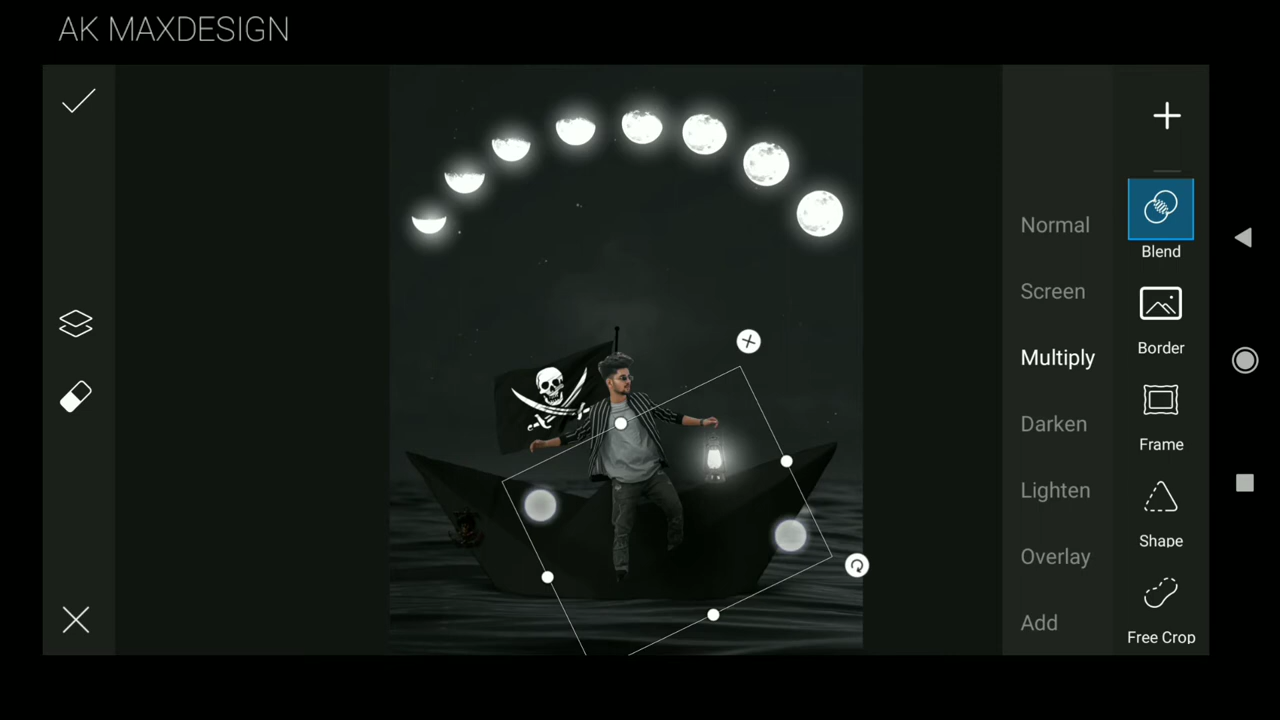 AK MAXDESIGN
Normal
Screen
Multiply
Darken
Lighten
Overlay
Add
Blend
Border
Frame
Shape
Free Crop